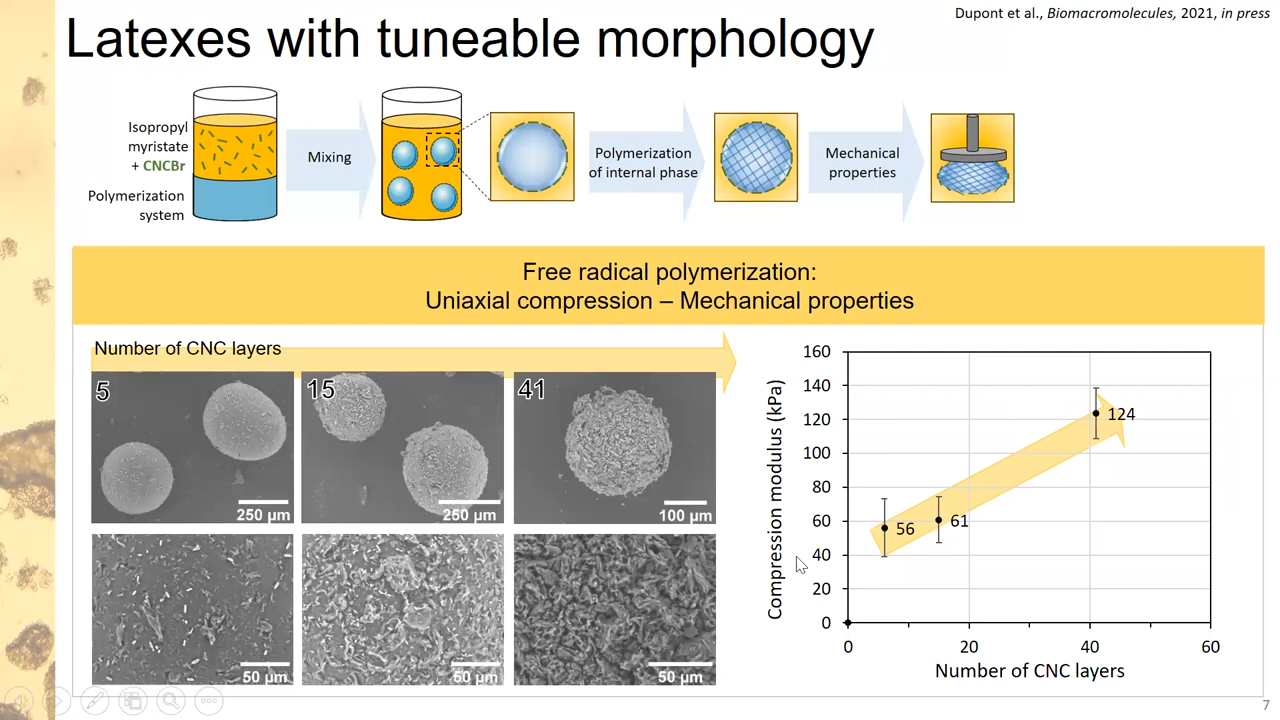 Dupont et al., Biomacromolecules, 2021, in press
Latexes with tuneable morphology
Isopropyl
myristate
+ CNCBr
Polymerization
system
Mixing
Polymerization
of internal phase
Mechanical
properties
Free radical polymerization:
Uniaxial compression – Mechanical properties
Number of CNC layers
5
15
41
250 µm
250 µm
100 µm
50 µm
50 µm
50 µm
Compression modulus (kPa)
160
140
120
100
80
60
40
20
0
56
61
124
0
20
40
60
Number of CNC layers
7